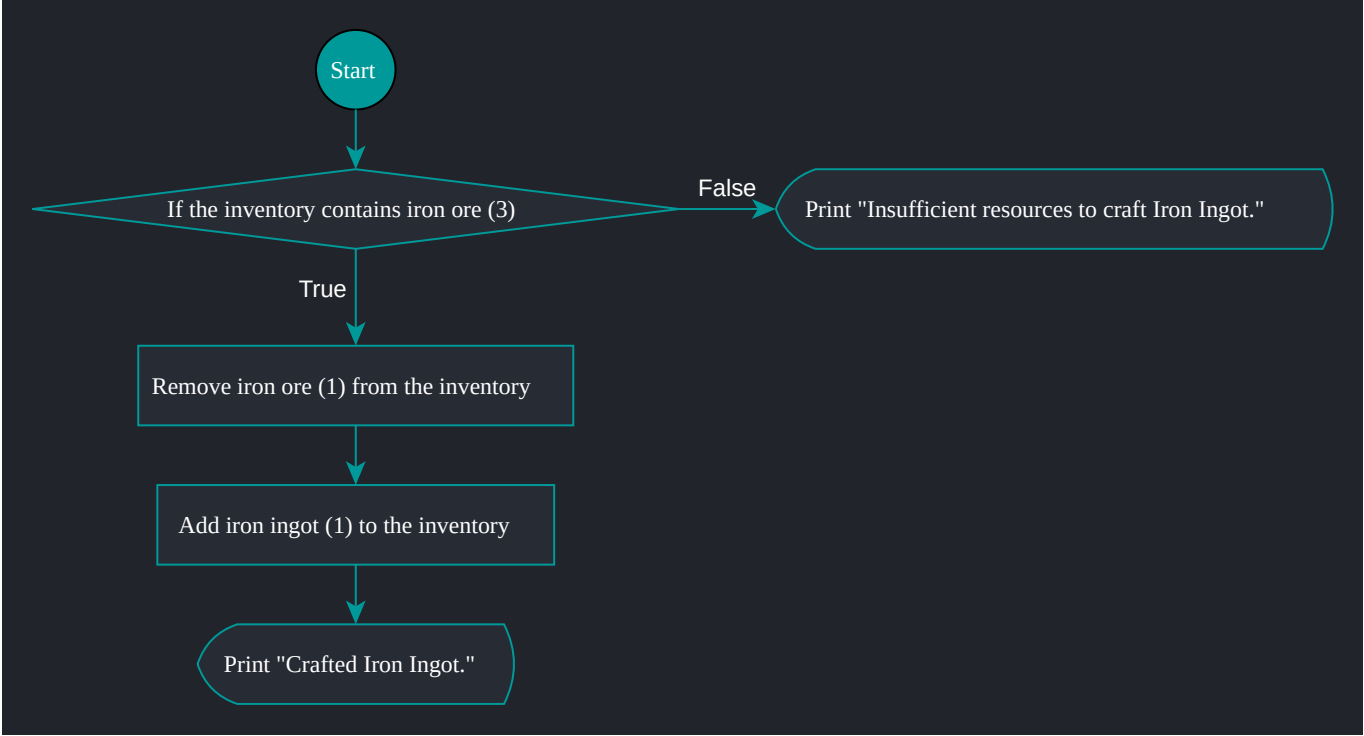 Start
If the inventory contains iron ore (3)
False
Print "Insufficient resources to craft Iron Ingot."
True
Remove iron ore (1) from the inventory
Add iron ingot (1) to the inventory
Print "Crafted Iron Ingot."